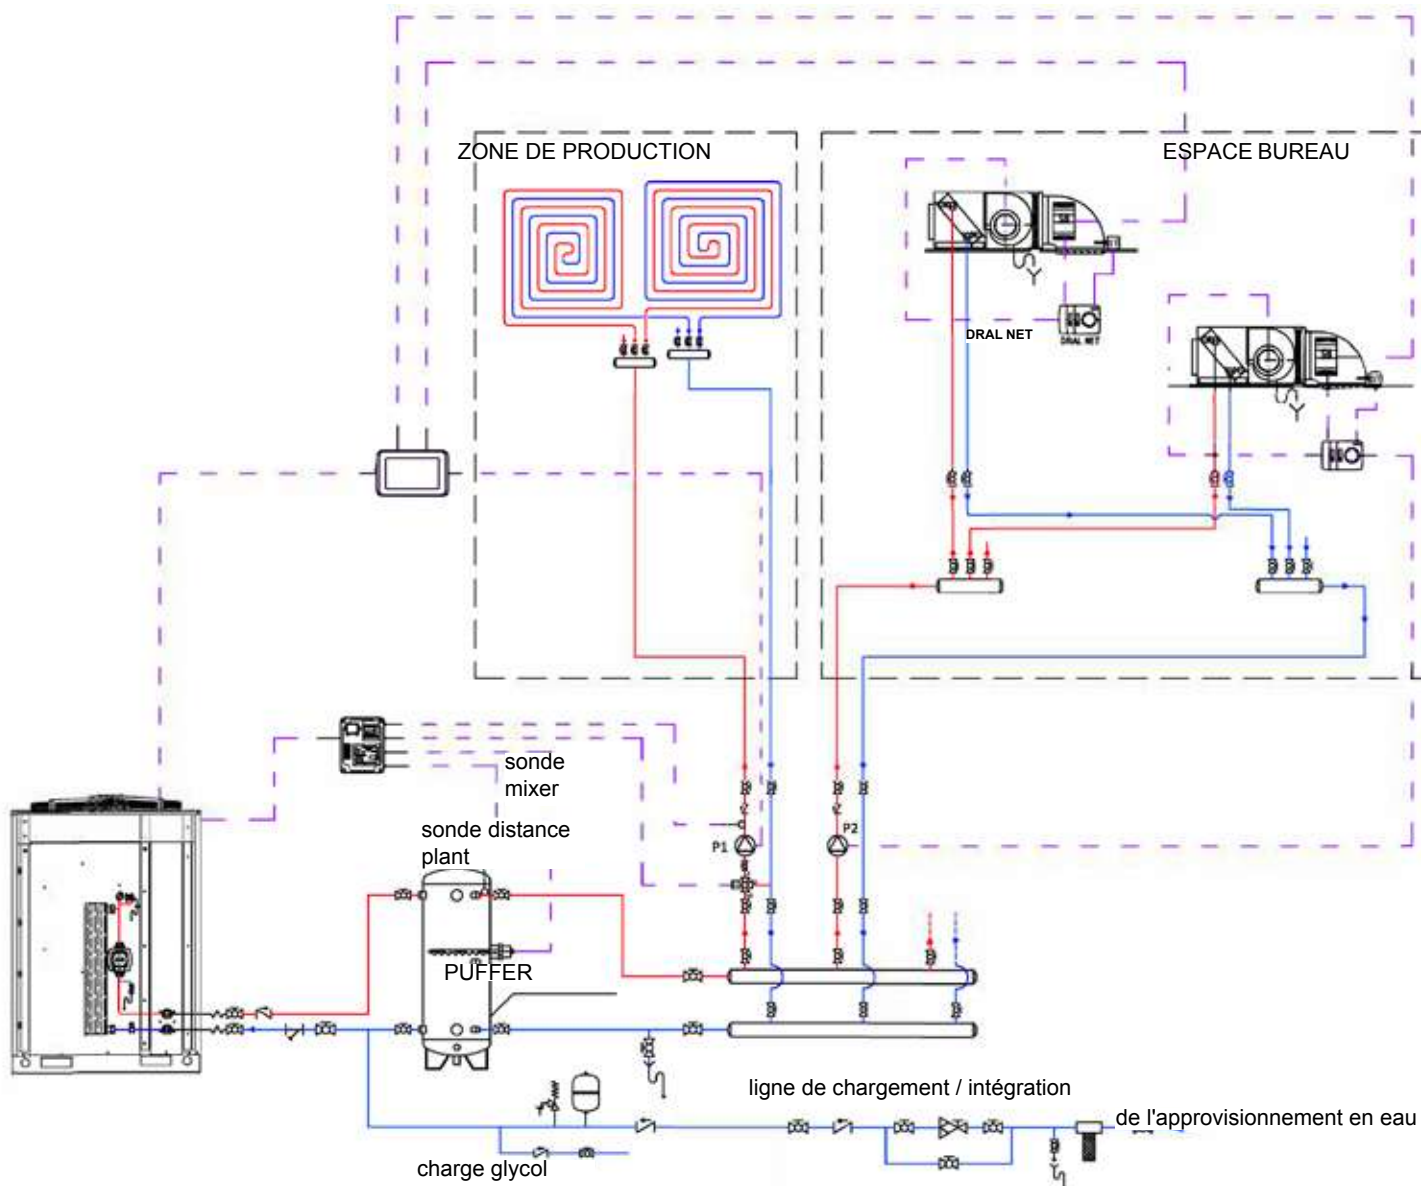 ZONE DE PRODUCTION
ESPACE BUREAU
DRAL NET
DRAL NET
sonde
mixer
sonde distance
plant
P1
P2
PUFFER
ligne de chargement / intégration
de l'approvisionnement en eau
charge glycol